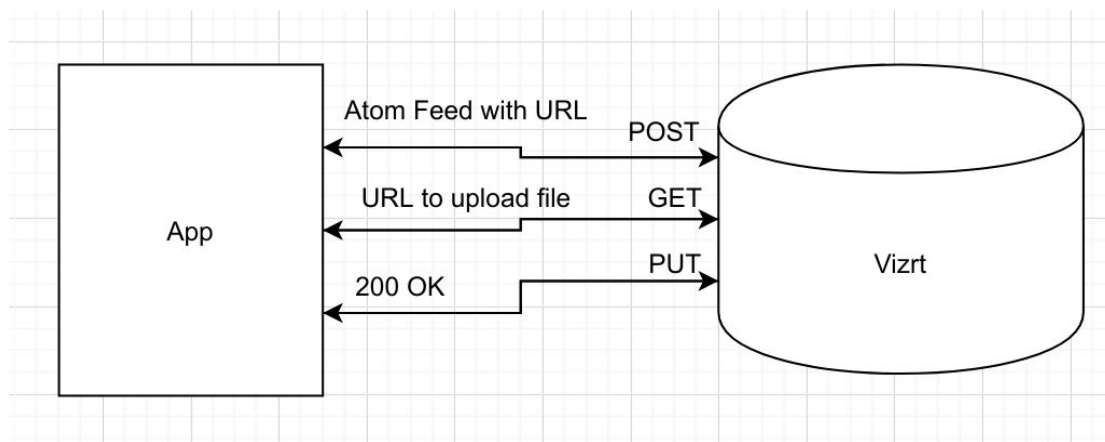 Atom Feed with URL
POST
URL to upload file
GET
App
PUT
Vizrt
200 OK